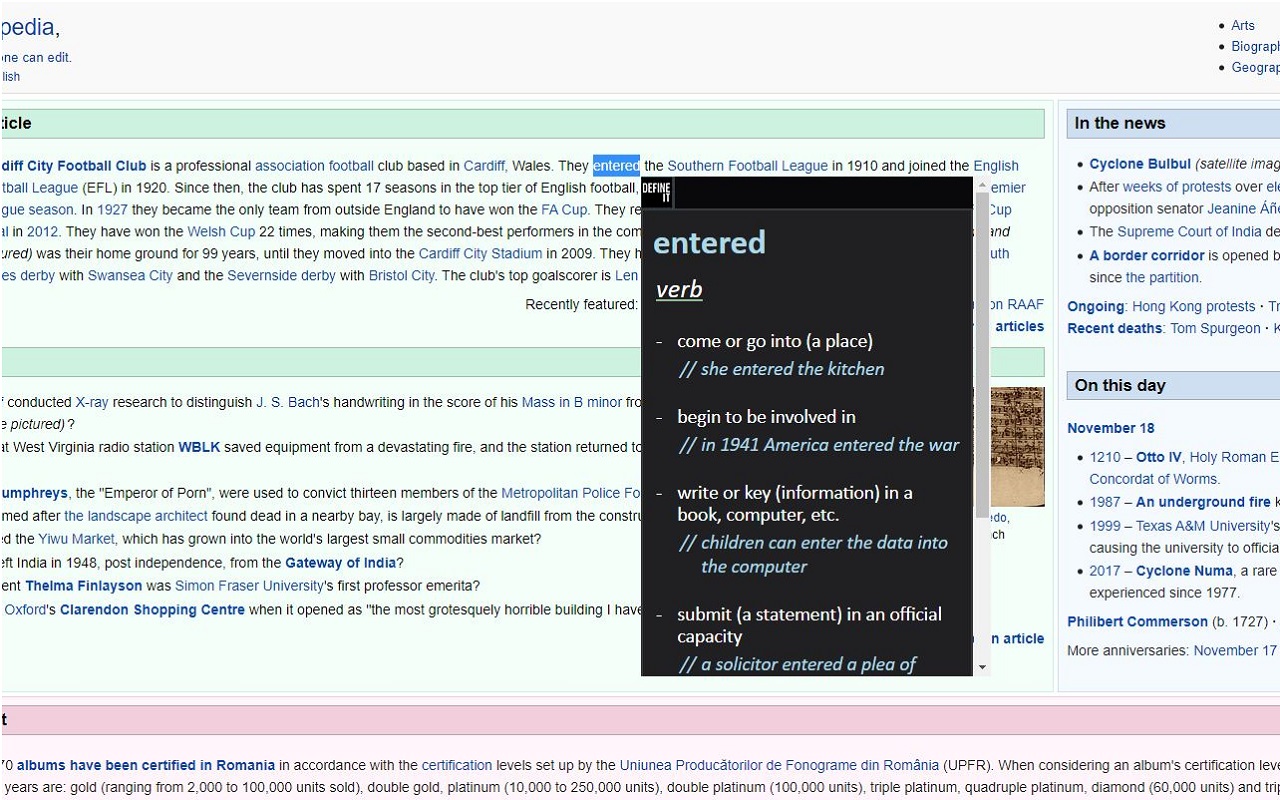 pedia,
one can edit.
lish
Arts
Biograph
Geograp
ticle
diff City Football Club is a professional association football club based in Cardiff, Wales. They entered the Southern Football League in 1910 and joined the English
tball League (EFL) in 1920. Since then, the club has spent 17 seasons in the top tier of English football, emier
gue season. In 1927 they became the only team from outside England to have won the FA Cup. They re Cup
al in 2012. They have won the Welsh Cup 22 times, making them the second-best performers in the com and
ured) was their home ground for 99 years, until they moved into the Cardiff City Stadium in 2009. They h uth
es derby with Swansea City and the Severnside derby with Bristol City. The club's top goalscorer is Len
Recently featured: on RAAF
articles
DEFINE
IT
entered
verb
- come or go into (a place)
// she entered the kitchen
- begin to be involved in
// in 1941 America entered the war
- write or key (information) in a
book, computer, etc.
// children can enter the data into
the computer
- submit (a statement) in an official
capacity
// a solicitor entered a plea of
f conducted X-ray research to distinguish J. S. Bach's handwriting in the score of his Mass in B minor fro
e pictured)?
at West Virginia radio station WBLK saved equipment from a devastating fire, and the station returned to
umphreys, the "Emperor of Porn", were used to convict thirteen members of the Metropolitan Police Fo
med after the landscape architect found dead in a nearby bay, is largely made of landfill from the constru
ed the Yiwu Market, which has grown into the world's largest small commodities market?
eft India in 1948, post independence, from the Gateway of India?
ent Thelma Finlayson was Simon Fraser University's first professor emerita?
Oxford's Clarendon Shopping Centre when it opened as "the most grotesquely horrible building I have
edo,
ch
n article
In the news
Cyclone Bulbul (satellite imag
After weeks of protests over ele
opposition senator Jeanine Áñe
The Supreme Court of India de
A border corridor is opened b
since the partition.
Ongoing: Hong Kong protests · Tr
Recent deaths: Tom Spurgeon · K
On this day
November 18
1210 – Otto IV, Holy Roman E
Concordat of Worms.
1987 – An underground fire k
1999 – Texas A&M University's
causing the university to officia
2017 – Cyclone Numa, a rare
experienced since 1977.
Philibert Commerson (b. 1727) ·
More anniversaries: November 17
t
70 albums have been certified in Romania in accordance with the certification levels set up by the Uniunea Producătorilor de Fonograme din România (UPFR). When considering an album's certification leve
years are: gold (ranging from 2,000 to 100,000 units sold), double gold, platinum (10,000 to 250,000 units), double platinum (100,000 units), triple platinum, quadruple platinum, diamond (60,000 units) and trip